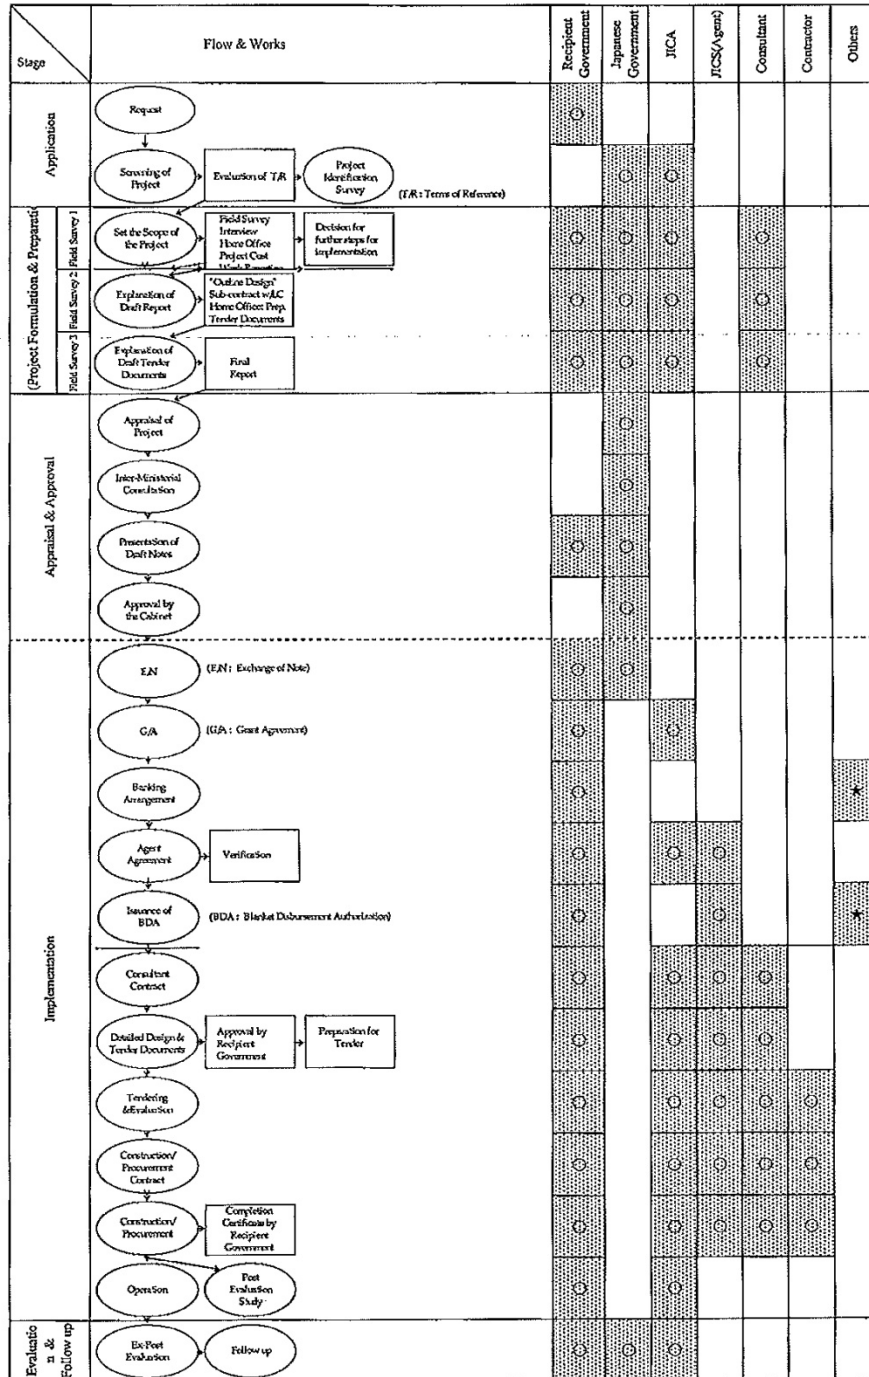 Stage
Flow & Works
Recipient
Government
Japanese
Government
JICA
JICS(Agent)
Consultant
Contractor
Others
Application
Request
Screening of
Project
Evaluation of T/R
Project
Identification
Survey
(T/R : Terms of Reference)
(Project Formulation & Preparati
Field Survey 1
Set the Scope of
the Project
Field Survey
Interview
Home Office
Project Cost
Decision for
further steps for
implementation
Field Survey 2
Explanation of
Draft Report
"Outline Design"
Sub-contract w/LC
Home Office: Prep.
Tender Documents
Field Survey 3
Explanation of
Draft Tender
Documents
Final
Report
Appraisal & Approval
Appraisal of
Project
Inter-Ministerial
Consultation
Presentation of
Draft Notes
Approval by
the Cabinet
Implementation
E/N
(E/N : Exchange of Note)
G/A
(G/A : Grant Agreement)
Banking
Arrangement
Agent
Agreement
Verification
Issuance of
BDA
(BDA : Blanket Disbursement Authorization)
Consultant
Contract
Detailed Design &
Tender Documents
Approval by
Recipient
Government
Preparation for
Tender
Tendering
&Evaluation
Construction/
Procurement
Contract
Construction/
Procurement
Completion
Certificate by
Recipient
Government
Operation
Post
Evaluation
Study
Evaluatio
n &
Follow up
Ex-Post
Evaluation
Follow up